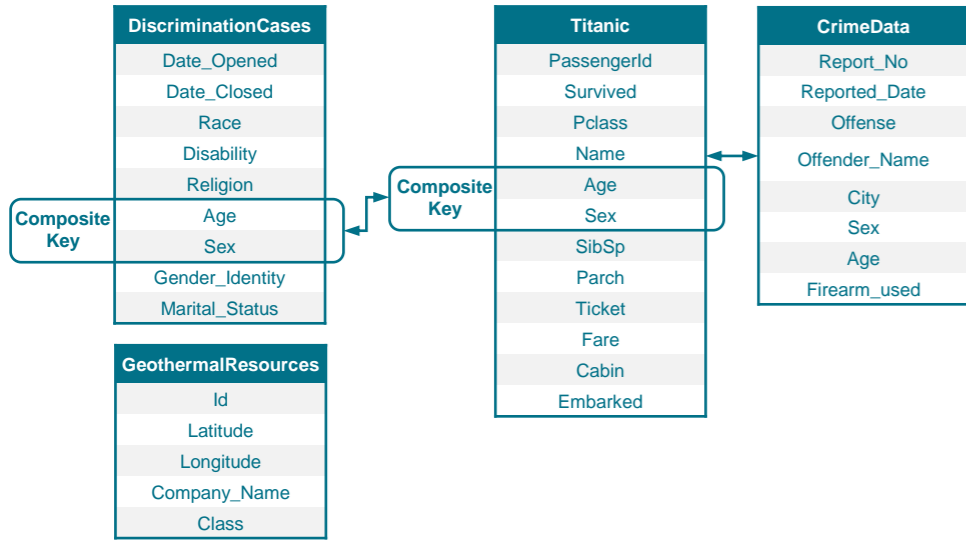 DiscriminationCases
Date_Opened
Date_Closed
Race
Disability
Religion
Age
Sex
Gender_Identity
Marital_Status
Composite
Key
GeothermalResources
Id
Latitude
Longitude
Company_Name
Class
Titanic
PassengerId
Survived
Pclass
Name
Age
Sex
SibSp
Parch
Ticket
Fare
Cabin
Embarked
Composite
Key
CrimeData
Report_No
Reported_Date
Offense
Offender_Name
City
Sex
Age
Firearm_used